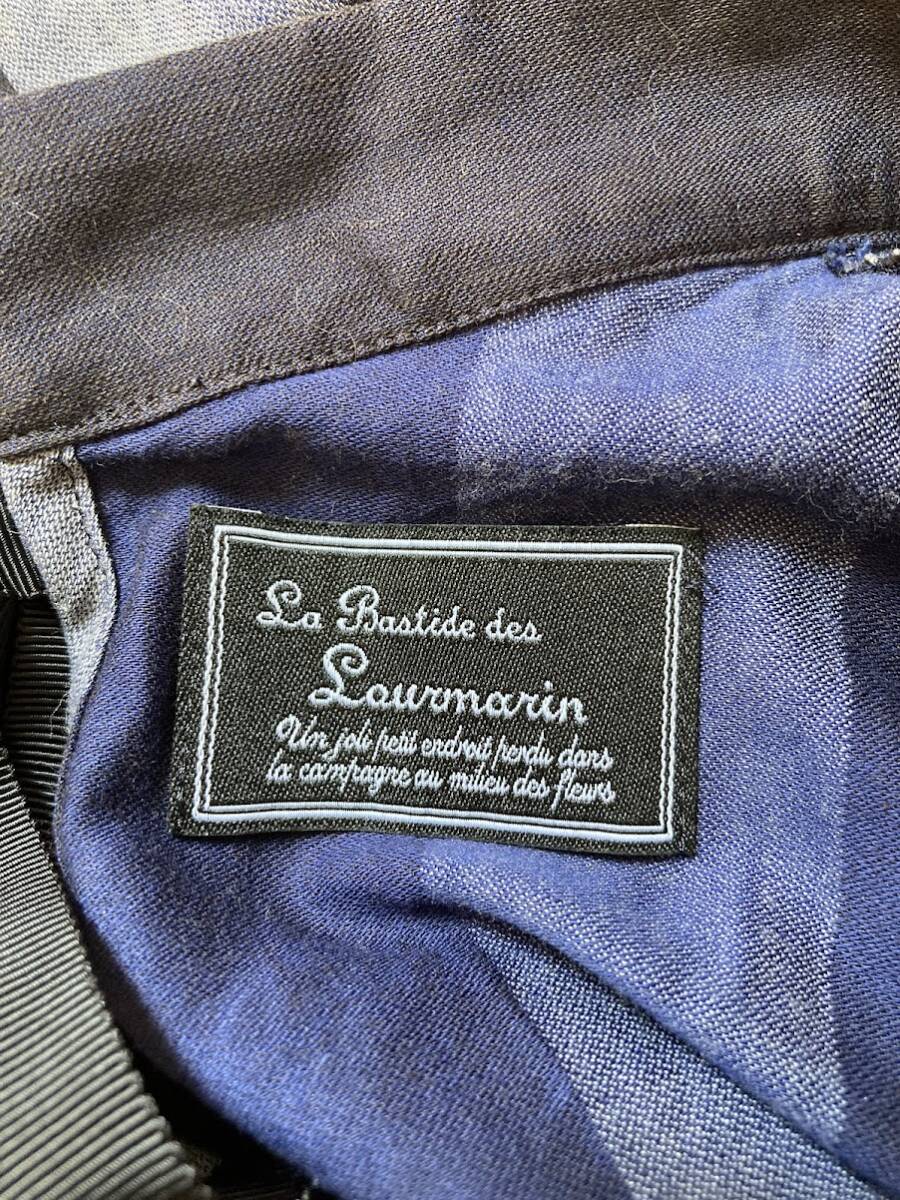 La Bastide des
Lourmarin
Un joli petit endroit perdu dans
la campagne au milieu des fleurs